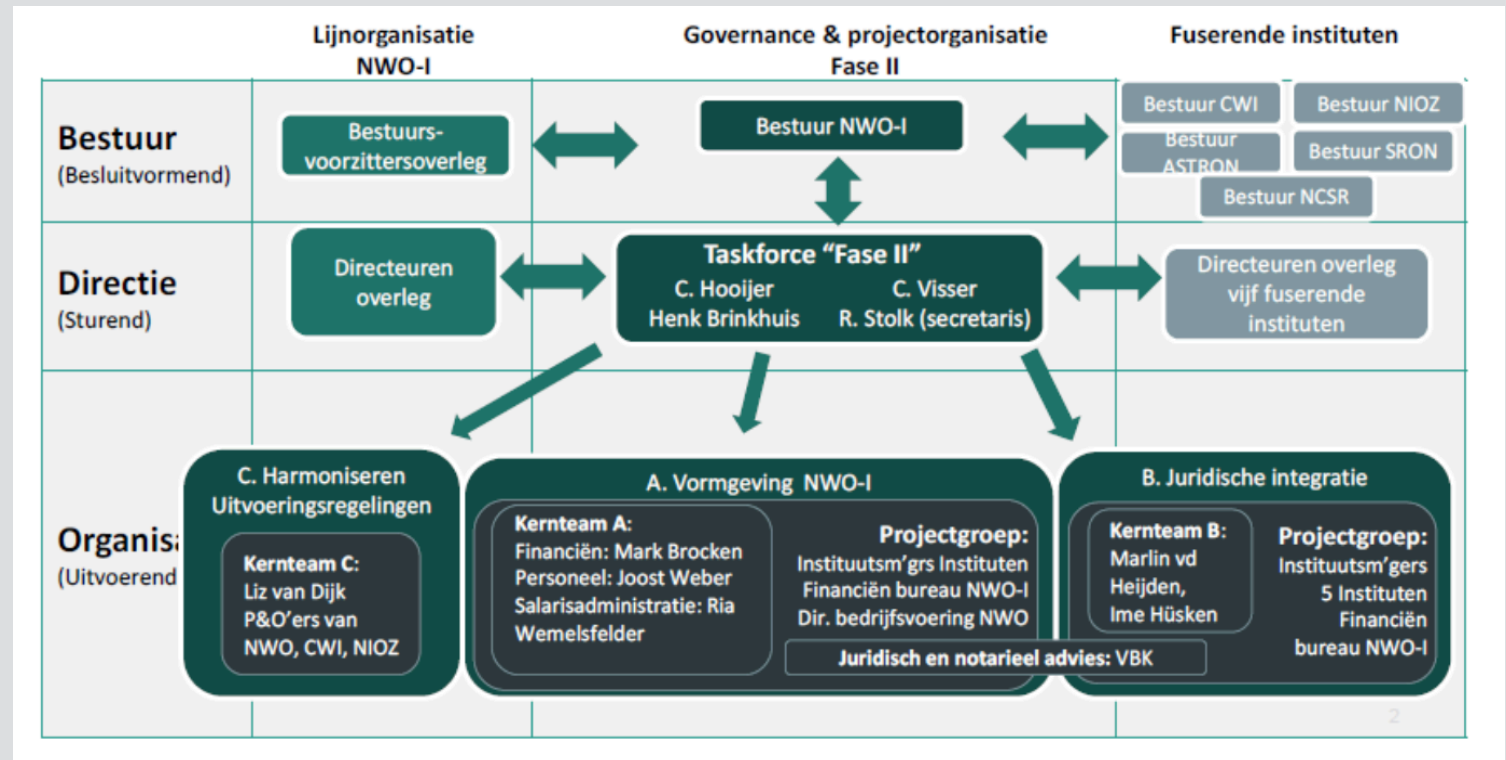 Lijnorganisatie
NWO-I
Governance & projectorganisatie
Fase II
Fuserende instituten
Bestuur
(Besluitvormend)
Bestuurs-
voorzittersoverleg
Bestuur NWO-I
Bestuur CWI
Bestuur NIOZ
Bestuur
ASTRON
Bestuur SRON
Bestuur NCSR
Directie
(Sturend)
Directeuren
overleg
Taskforce “Fase II”
C. Hooijer C. Visser
Henk Brinkhuis R. Stolk (secretaris)
Directeuren overleg
vijf fuserende
instituten
Organisa
(Uitvoerend
C. Harmoniseren
Uitvoeringsregelingen
Kernteam C:
Liz van Dijk
P&O’ers van
NWO, CWI, NIOZ
A. Vormgeving NWO-I
Kernteam A:
Financiën: Mark Brocken
Personeel: Joost Weber
Salarisadministratie: Ria
Wemelsfelder
Projectgroep:
Instituutsm’grs Instituten
Financiën bureau NWO-I
Dir. bedrijfsvoering NWO
Juridisch en notarieel advies: VBK
B. Juridische integratie
Kernteam B:
Marlin vd
Heijden,
Ime Hüsken
Projectgroep:
Instituutsm’gers
5 Instituten
Financiën
bureau NWO-I
2